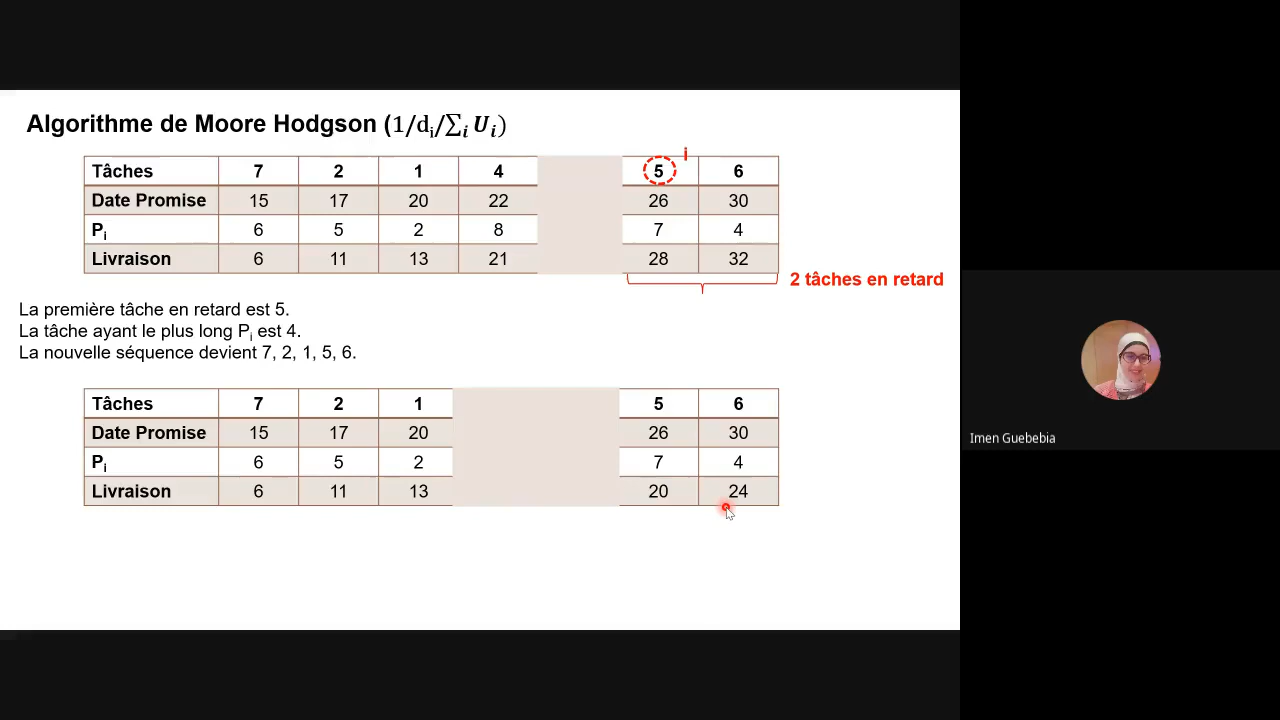 Algorithme de Moore Hodgson (1/dᵢ/∑ᵢ Uᵢ)
i
Tâches 7 2 1 4 5 6
Date Promise 15 17 20 22 26 30
Pᵢ 6 5 2 8 7 4
Livraison 6 11 13 21 28 32
2 tâches en retard
La première tâche en retard est 5.
La tâche ayant le plus long Pᵢ est 4.
La nouvelle séquence devient 7, 2, 1, 5, 6.
Tâches 7 2 1 5 6
Date Promise 15 17 20 26 30
Pᵢ 6 5 2 7 4
Livraison 6 11 13 20 24
Imen Guebebia